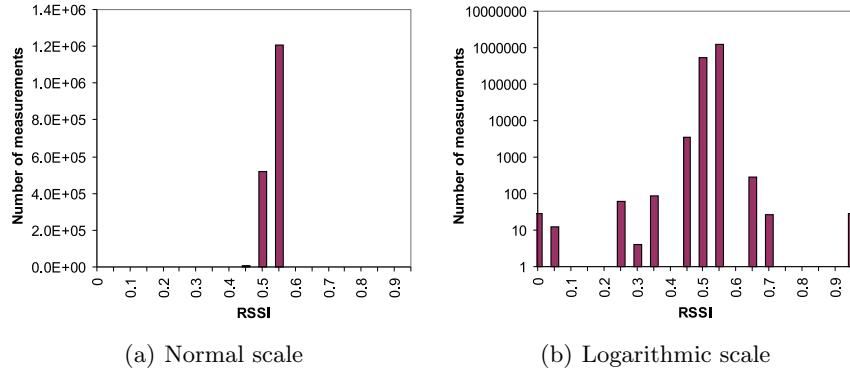 1.4E+06
1.2E+06
1.0E+06
8.0E+05
6.0E+05
4.0E+05
2.0E+05
0.0E+00
Number of measurements
0
0.1
0.2
0.3
0.4
0.5
0.6
0.7
0.8
0.9
RSSI
(a) Normal scale
10000000
1000000
100000
10000
1000
100
10
1
Number of measurements
0
0.1
0.2
0.3
0.4
0.5
0.6
0.7
0.8
0.9
RSSI
(b) Logarithmic scale